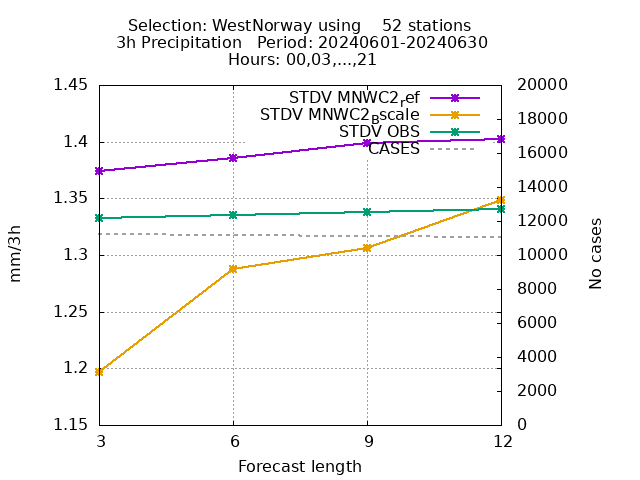 Selection: WestNorway using    52 stations
3h Precipitation   Period: 20240601-20240630
Hours: 00,03,...,21
STDV MNWC2_ref
STDV MNWC2_Bscale
STDV OBS
CASES
mm/3h
1.45
1.4
1.35
1.3
1.25
1.2
1.15
20000
18000
16000
14000
12000
10000
8000
6000
4000
2000
0
No cases
3 6 9 12
Forecast length